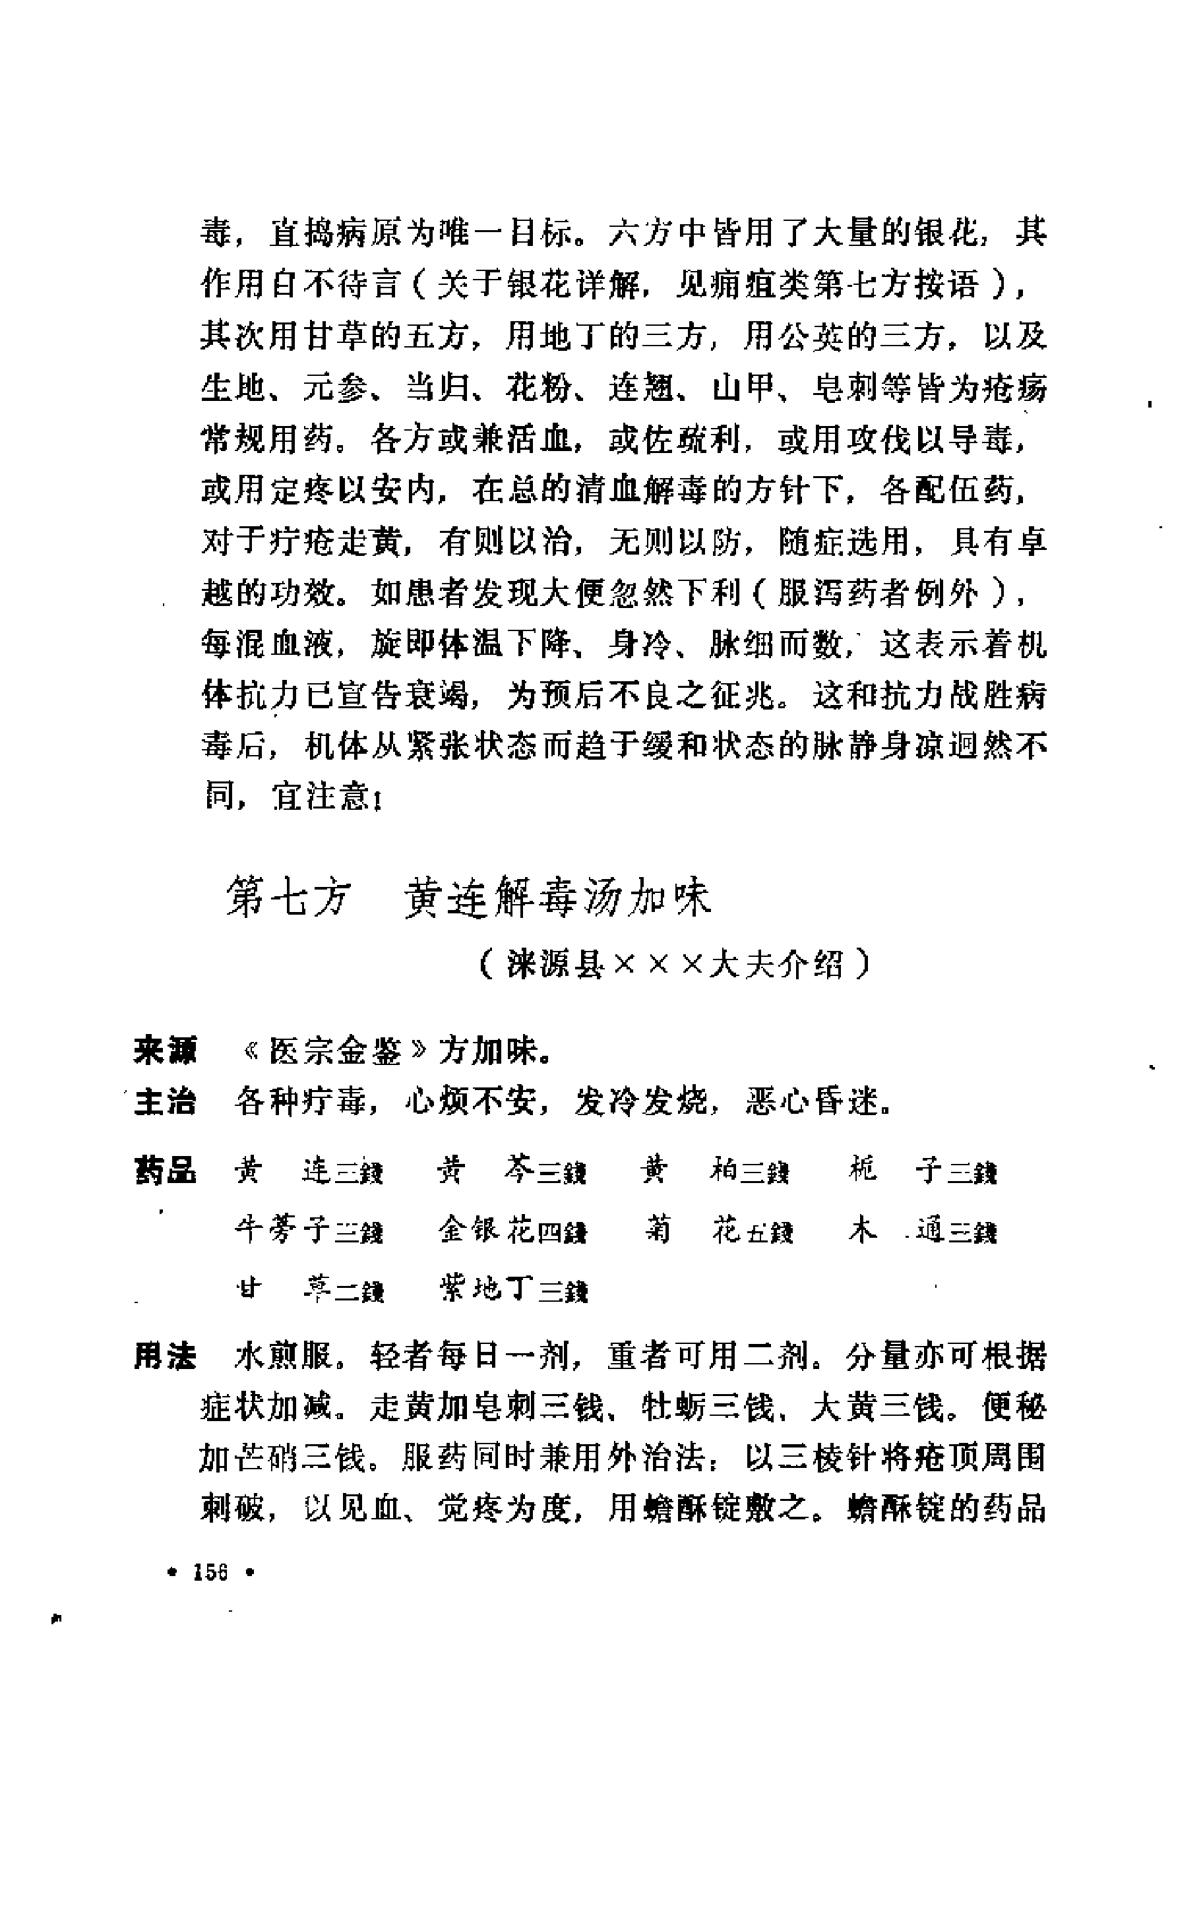 毒，直捣病原为唯一目标。六方中皆用了大量的银花，其
作用自不待言（关于银花详解，见痈疽类第七方按语），
其次用甘草的五方，用地丁的三方，用公英的三方，以及
生地、元参、当归、花粉、连翘、山甲、皂刺等皆为疮疡
常规用药。各方或兼活血，或佐疏利，或用攻伐以导毒，
或用定疼以安内，在总的清血解毒的方针下，各配伍药，
对于疔疮走黄，有则以治，无则以防，随症选用，具有卓
越的功效。如患者发现大便忽然下利（服泻药者例外），
每混血液，旋即体温下降、身冷、脉细而数，这表示着机
体抗力已宣告衰竭，为预后不良之征兆。这和抗力战胜病
毒后，机体从紧张状态而趋于缓和状态的脉静身凉迥然不
同，宜注意！
第七方　黄连解毒汤加味
（涞源县×××大夫介绍）
来源　《医宗金鉴》方加味。
主治　各种疔毒，心烦不安，发冷发烧，恶心昏迷。
药品　黄　连三錢　黄　芩三錢　黄　柏三錢　栀　子三錢
牛蒡子三錢　金银花四錢　菊　花五錢　木　通三錢
甘　草二錢　紫地丁三錢
用法　水煎服。轻者每日一剂，重者可用二剂。分量亦可根据
症状加减。走黄加皂刺三钱、牡蛎三钱、大黄三钱。便秘
加芒硝三钱。服药同时兼用外治法：以三棱针将疮顶周围
刺破，以见血、觉疼为度，用蟾酥锭敷之。蟾酥锭的药品
• 156 •